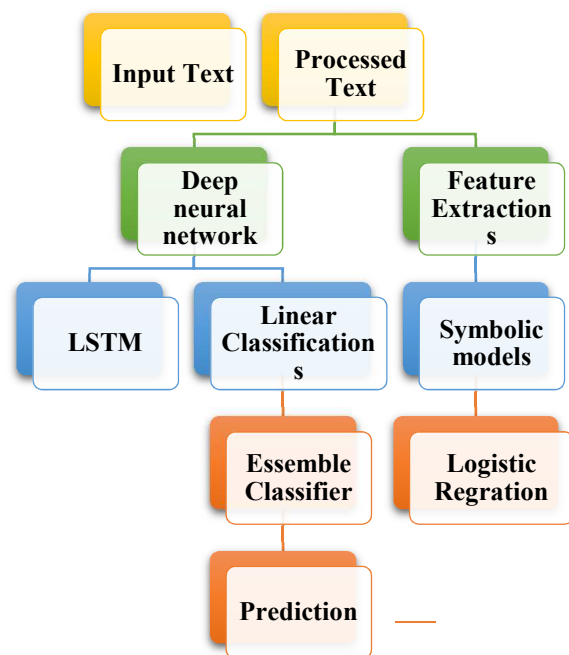 Input Text
Processed
Text
Deep
neural
network
Feature
Extraction
s
LSTM
Linear
Classification
s
Symbolic
models
Essemble
Classifier
Logistic
Regration
Prediction